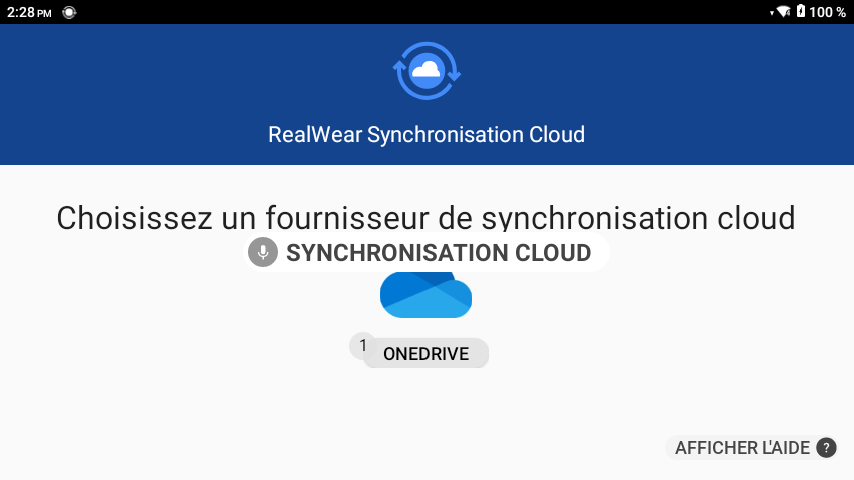 2:28 PM 100 %
RealWear Synchronisation Cloud
Choisissez un fournisseur de synchronisation cloud
SYNCHRONISATION CLOUD
1
ONEDRIVE
AFFICHER L'AIDE ?